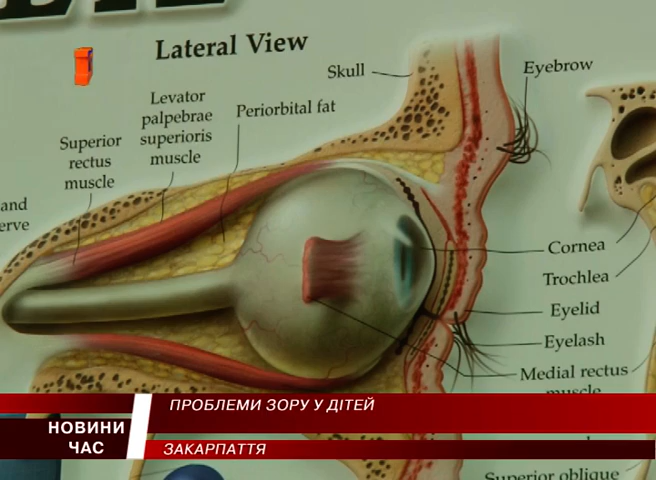 Lateral View
Skull
Eyebrow
Levator
palpebrae
superioris
muscle
Periorbital fat
Superior
rectus
muscle
and
Cornea
Trochlea
Eyelid
Eyelash
Medial rectus
muscle
ПРОБЛЕМИ ЗОРУ У ДІТЕЙ
НОВИНИ
ЧАС
ЗАКАРПАТТЯ
Superior oblique